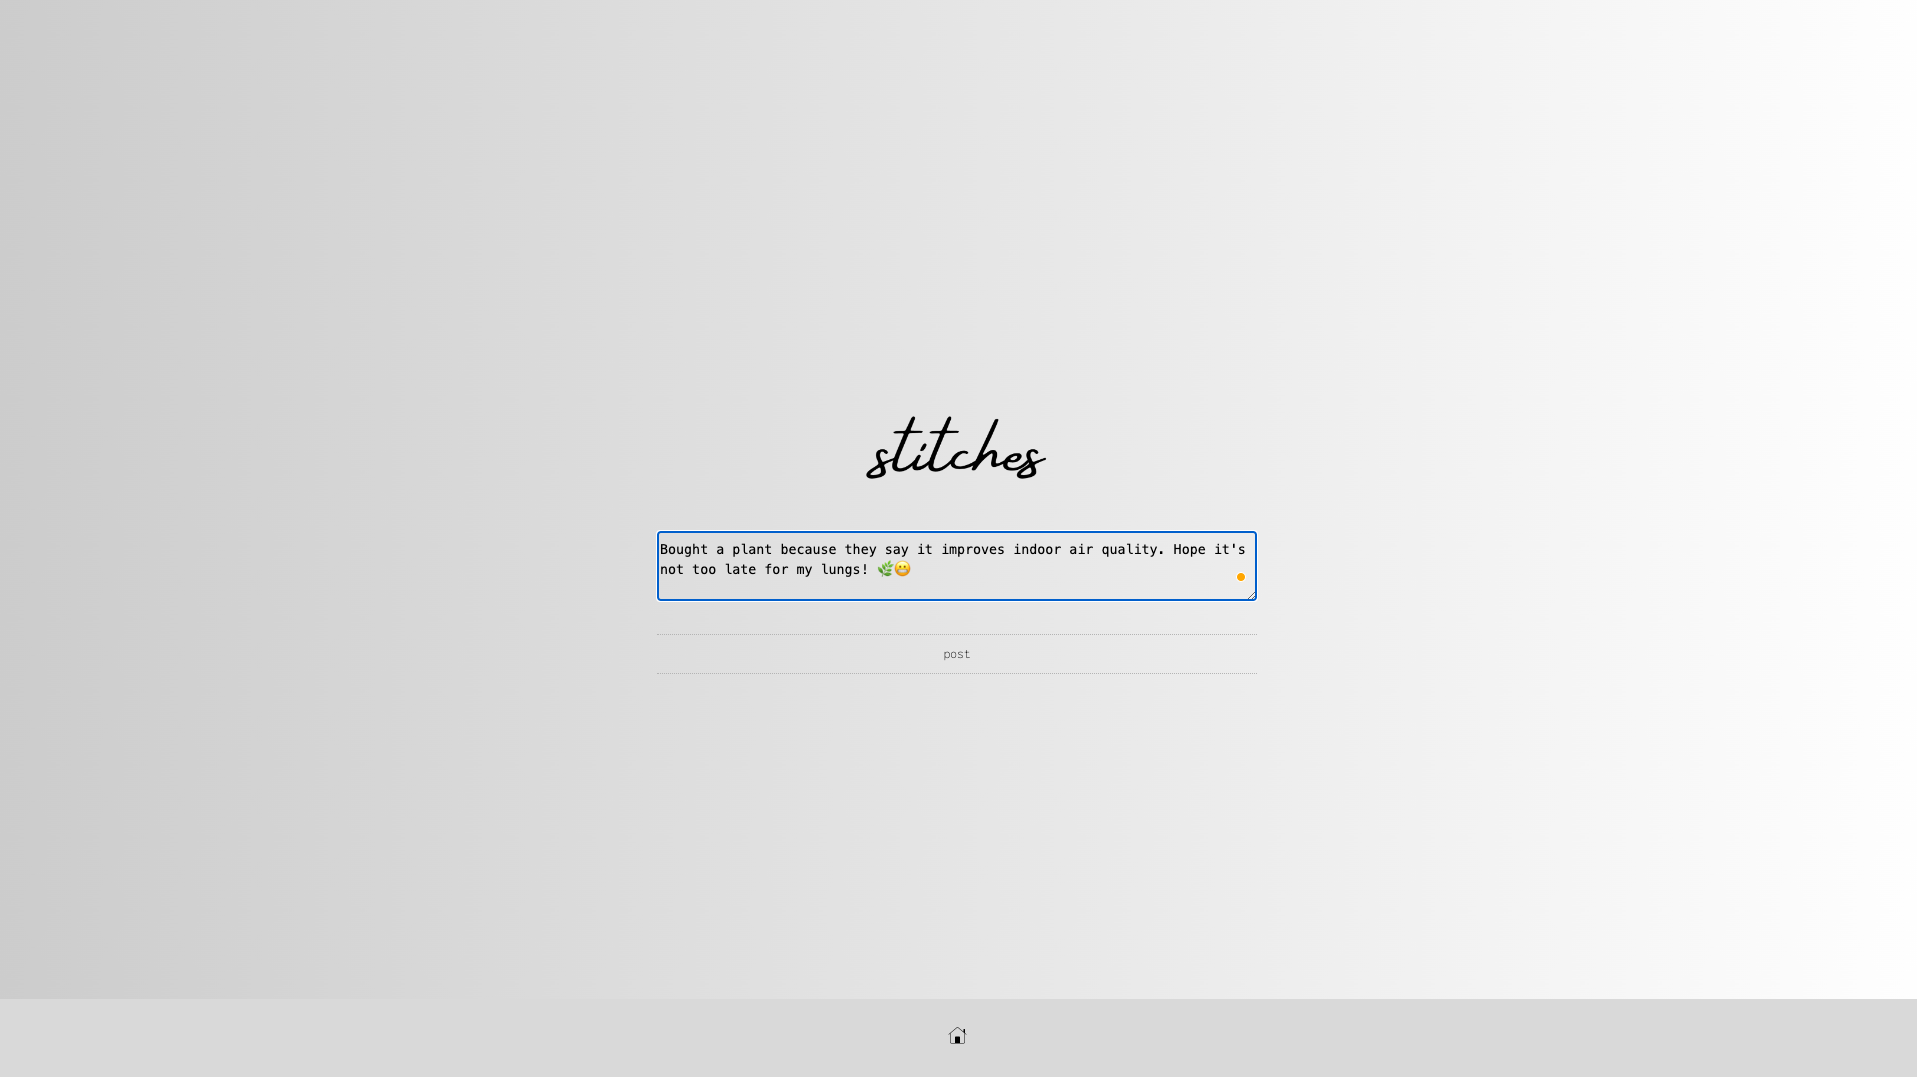 stitches
Bought a plant because they say it improves indoor air quality. Hope it's
not too late for my lungs! 🌿😬
post